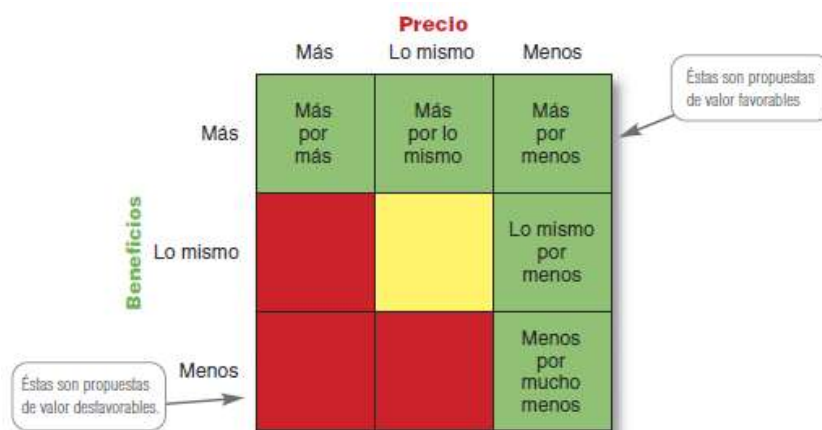 Precio
Más
Lo mismo
Menos
Éstas son propuestas
de valor favorables
Beneficios
Más
Más
por
más
Más
por lo
mismo
Más
por
menos
Lo mismo
Lo mismo
por
menos
Menos
Menos
por
mucho
menos
Éstas son propuestas
de valor desfavorables.